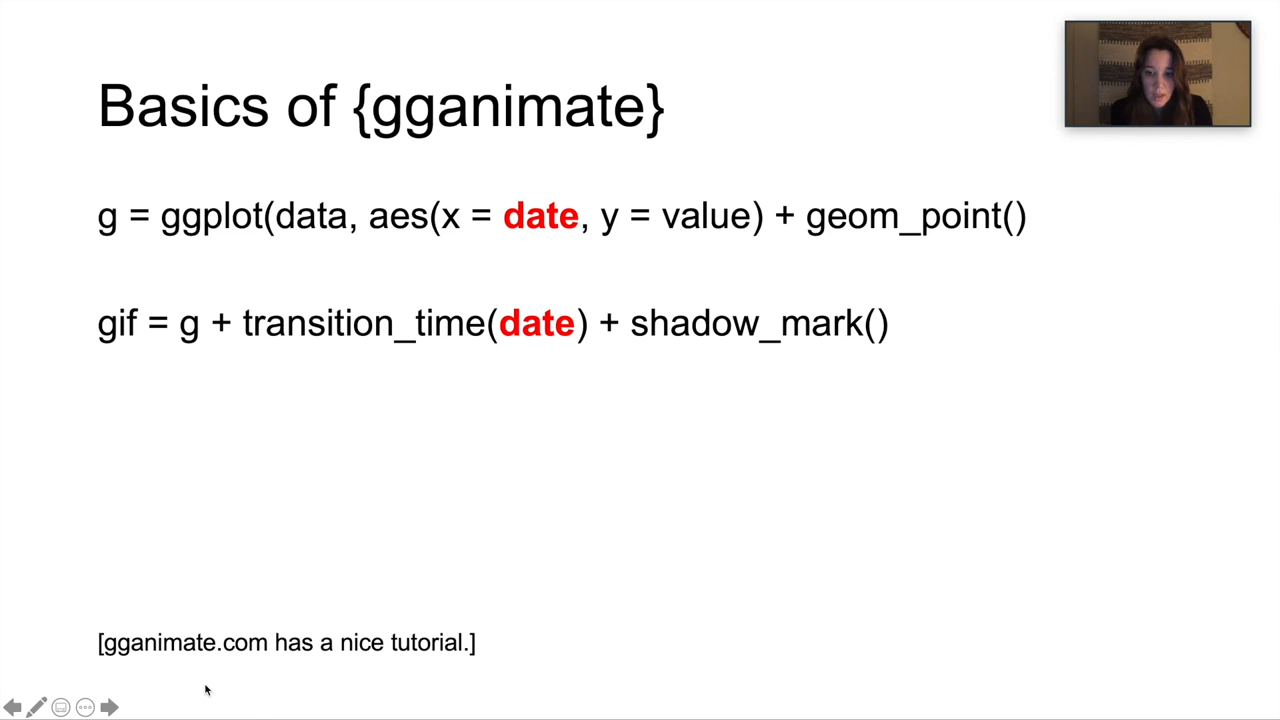 Basics of {gganimate}
g = ggplot(data, aes(x = date, y = value) + geom_point()
gif = g + transition_time(date) + shadow_mark()
[gganimate.com has a nice tutorial.]